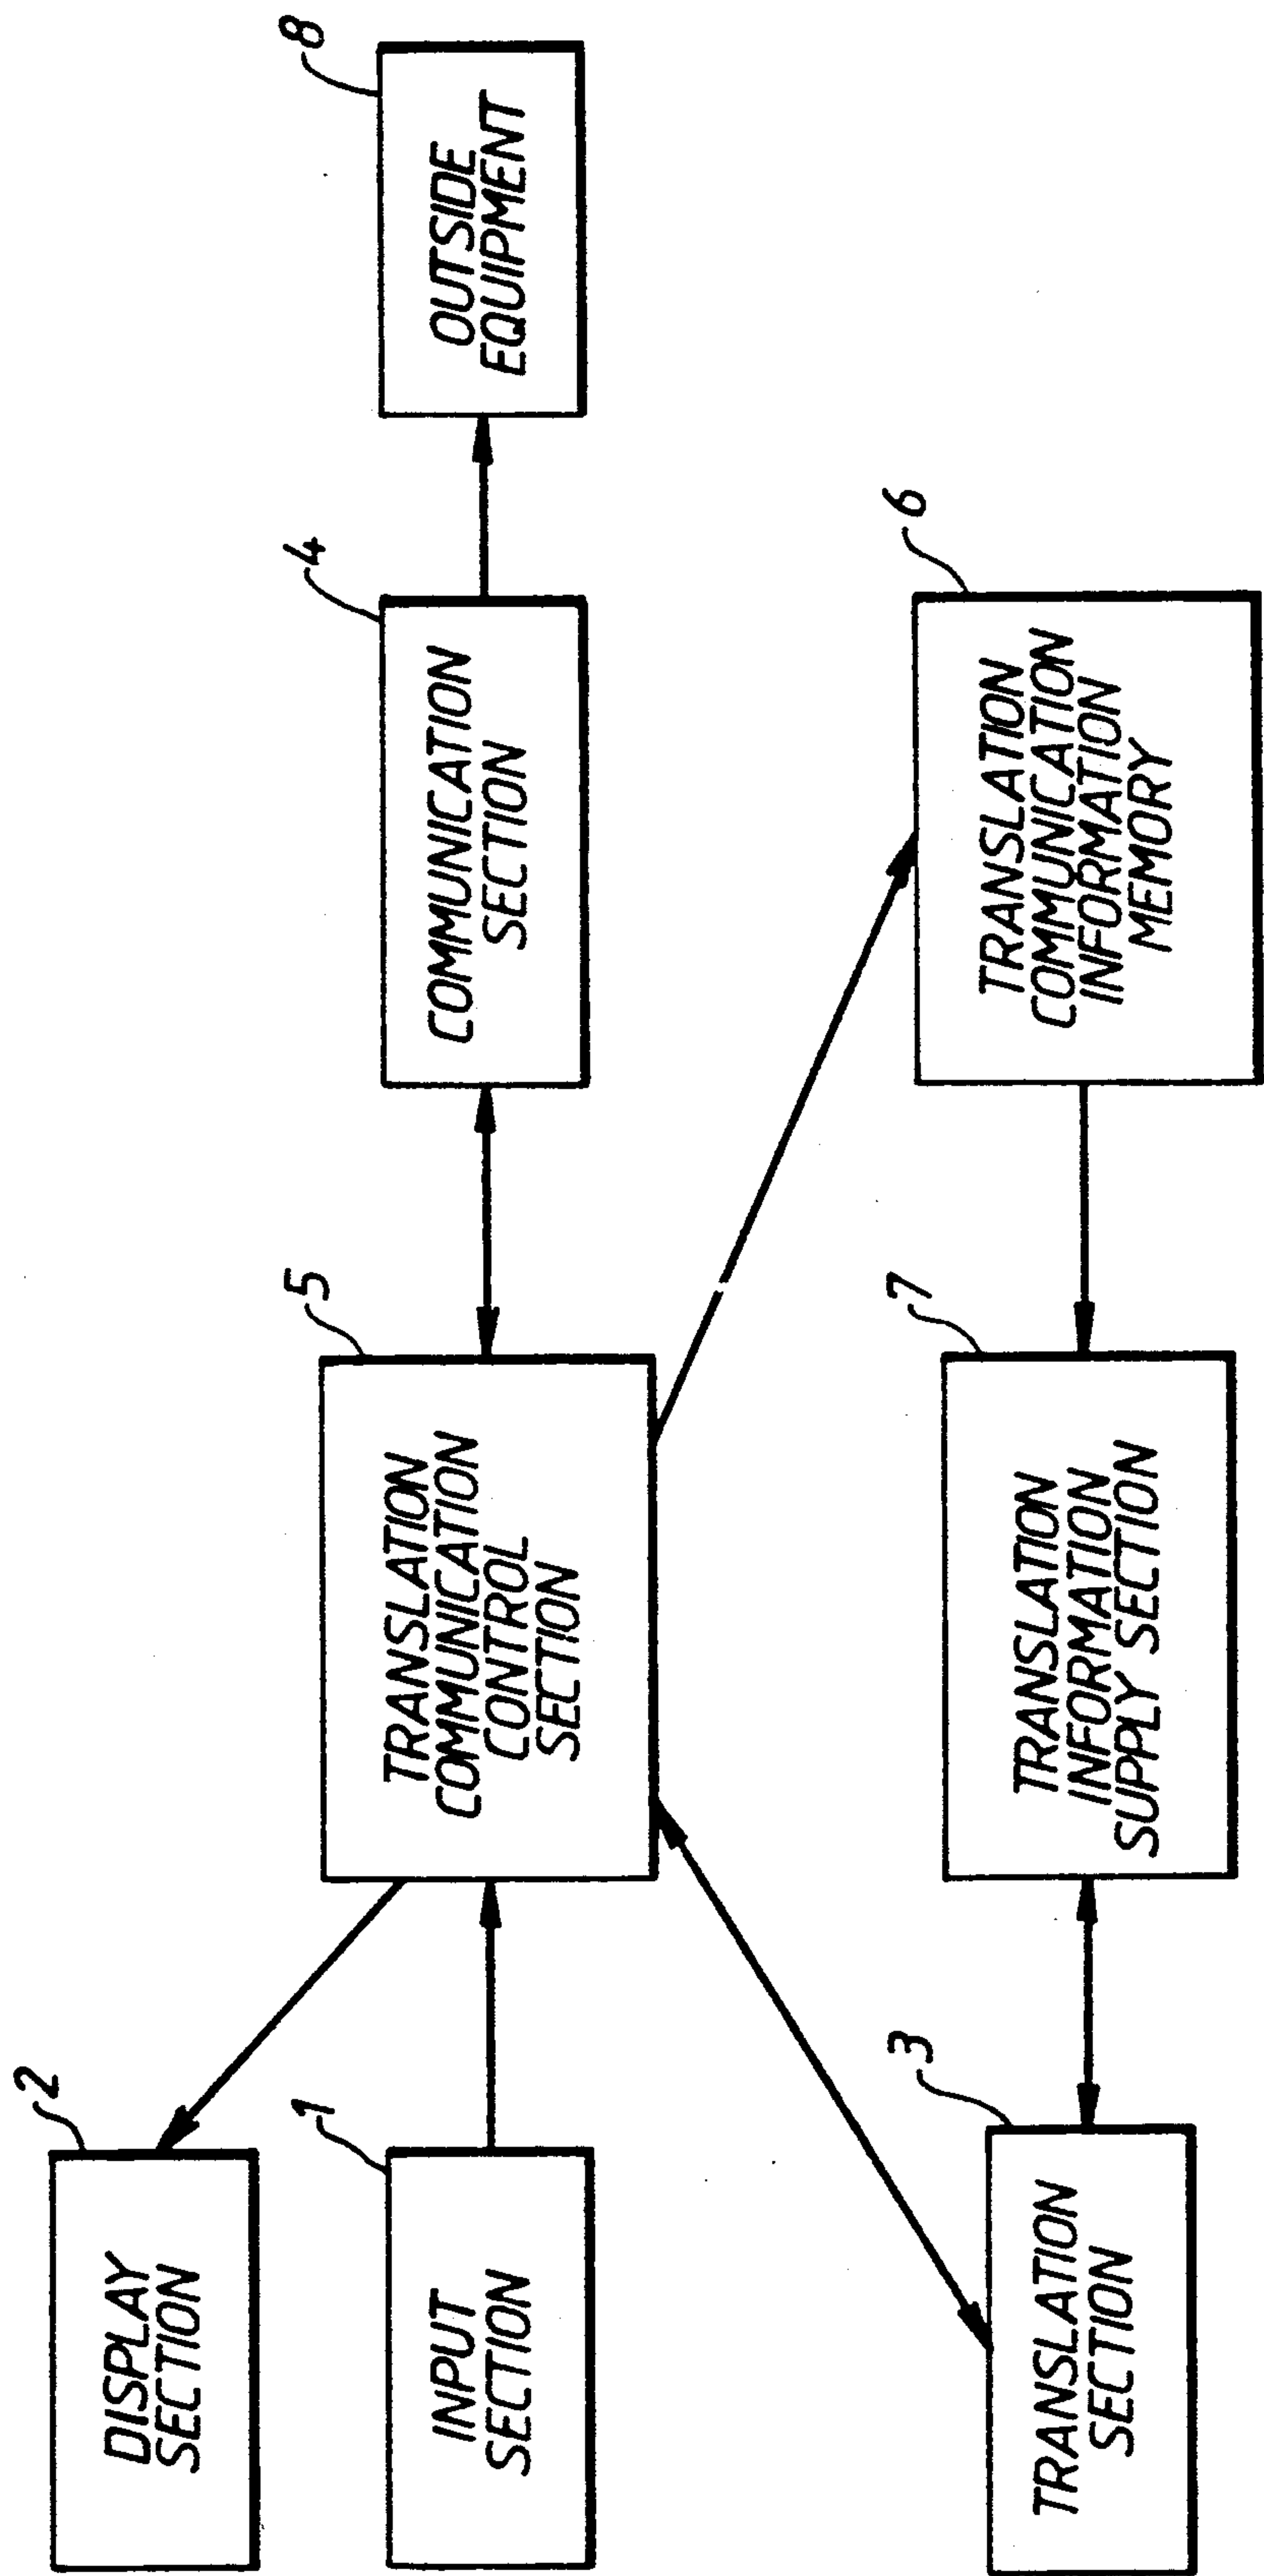 2
DISPLAY
SECTION
1
INPUT
SECTION
5
TRANSLATION
COMMUNICATION
CONTROL
SECTION
4
COMMUNICATION
SECTION
8
OUTSIDE
EQUIPMENT
3
TRANSLATION
SECTION
7
TRANSLATION
INFORMATION
SUPPLY SECTION
6
TRANSLATION
COMMUNICATION
INFORMATION
MEMORY